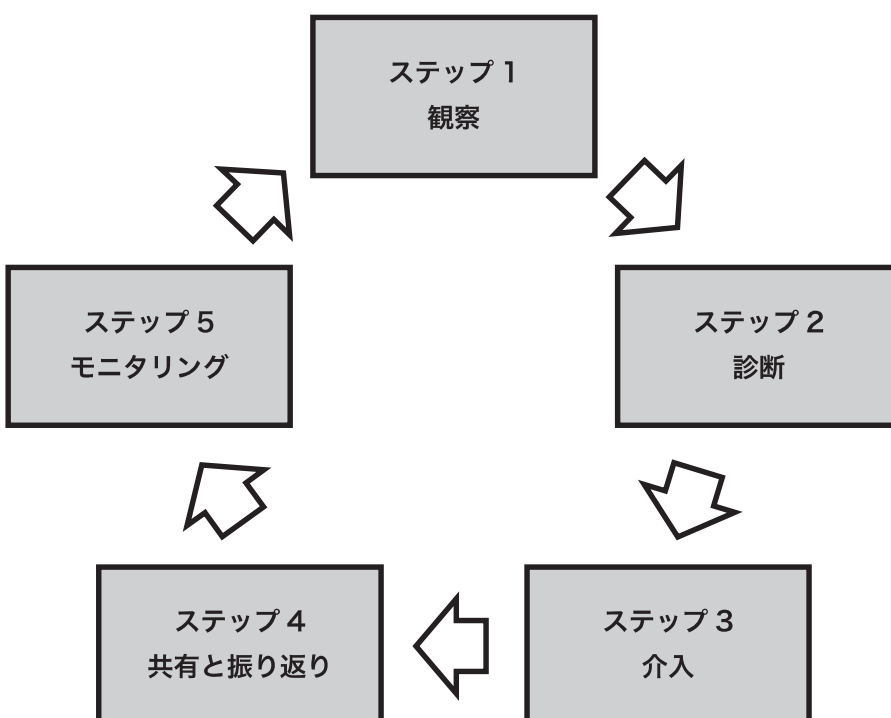 ステップ 1
観察
ステップ 2
診断
ステップ 3
介入
ステップ 4
共有と振り返り
ステップ 5
モニタリング